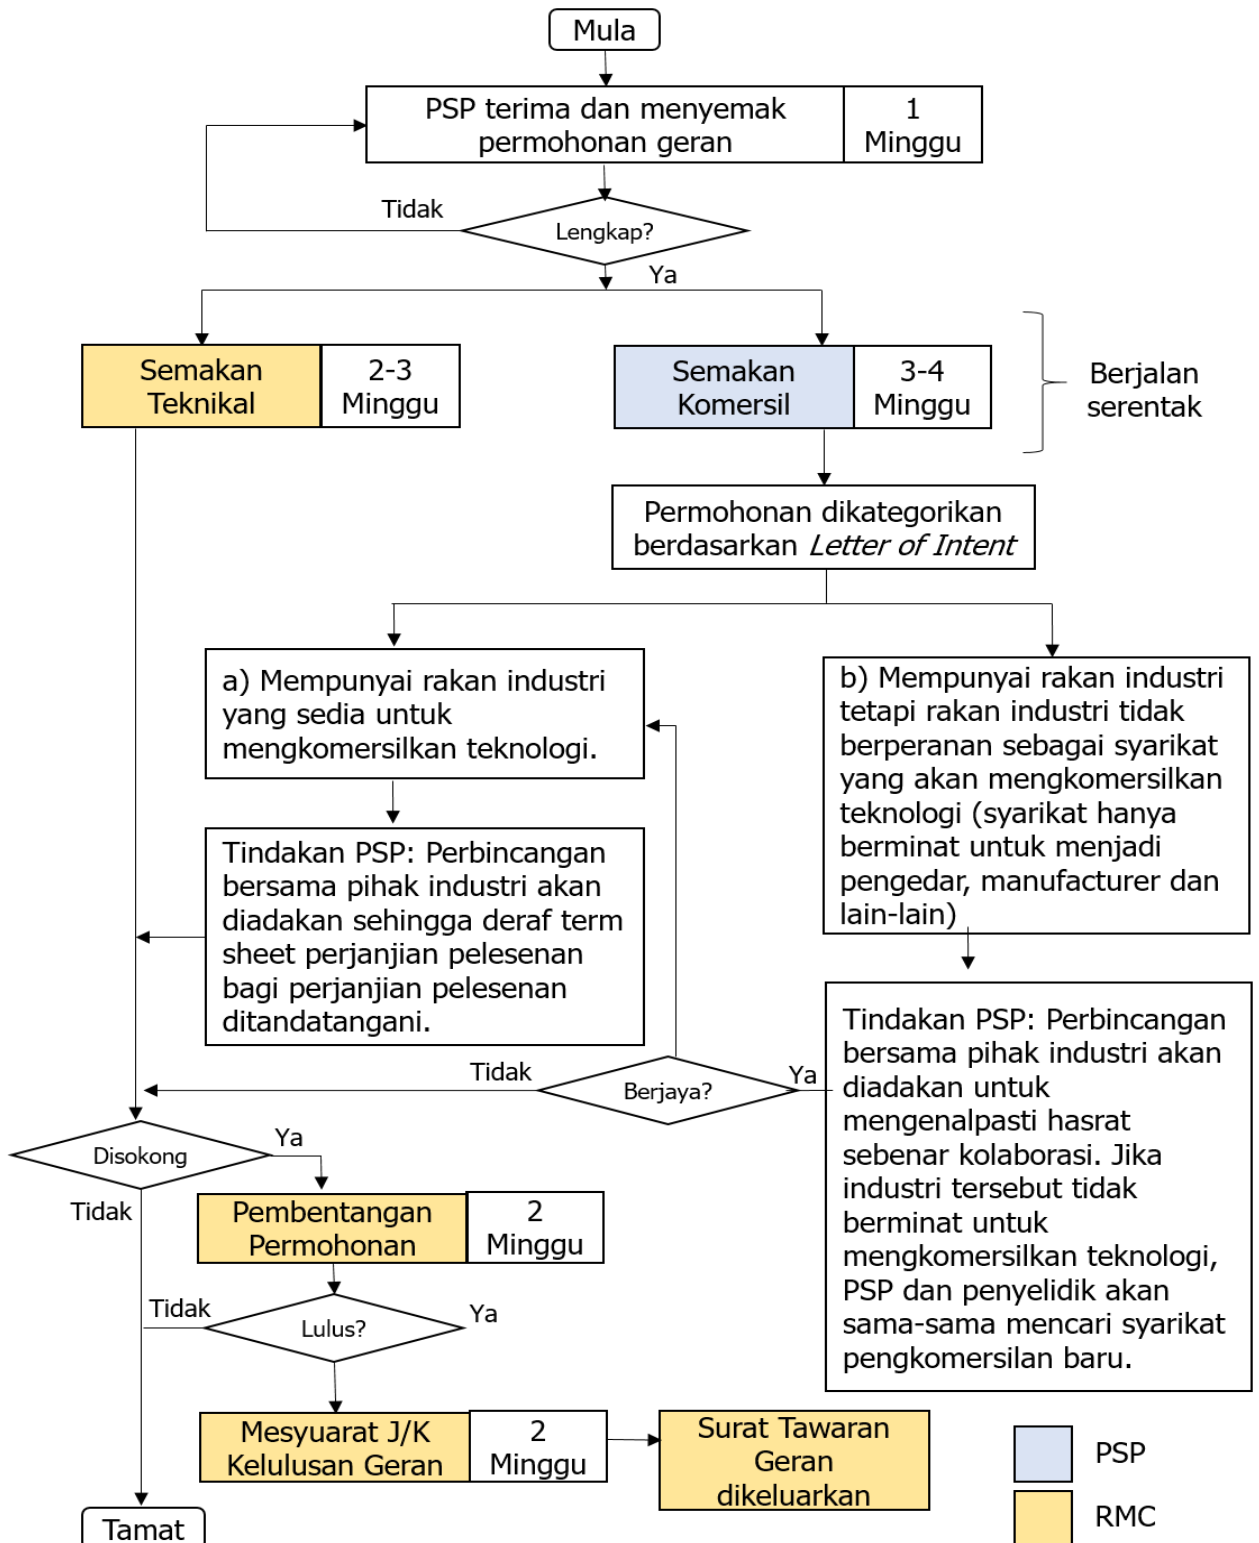 Mula
PSP terima dan menyemak
permohonan geran
1
Minggu
Tidak
Lengkap?
Ya
Semakan
Teknikal
2-3
Minggu
Semakan
Komersil
3-4
Minggu
Berjalan
serentak
Permohonan dikategorikan
berdasarkan Letter of Intent
a) Mempunyai rakan industri
yang sedia untuk
mengkomersilkan teknologi.
b) Mempunyai rakan industri
tetapi rakan industri tidak
berperanan sebagai syarikat
yang akan mengkomersilkan
teknologi (syarikat hanya
berminat untuk menjadi
pengedar, manufacturer dan
lain-lain)
Tindakan PSP: Perbincangan
bersama pihak industri akan
diadakan sehingga deraf term
sheet perjanjian pelesenan
bagi perjanjian pelesenan
ditandatangani.
Tindakan PSP: Perbincangan
bersama pihak industri akan
diadakan untuk
mengenalpasti hasrat
sebenar kolaborasi. Jika
industri tersebut tidak
berminat untuk
mengkomersilkan teknologi,
PSP dan penyelidik akan
sama-sama mencari syarikat
pengkomersilan baru.
Tidak
Berjaya?
Ya
Disokong
Ya
Tidak
Pembentangan
Permohonan
2
Minggu
Tidak
Lulus?
Ya
Mesyuarat J/K
Kelulusan Geran
2
Minggu
Surat Tawaran
Geran
dikeluarkan
PSP
RMC
Tamat